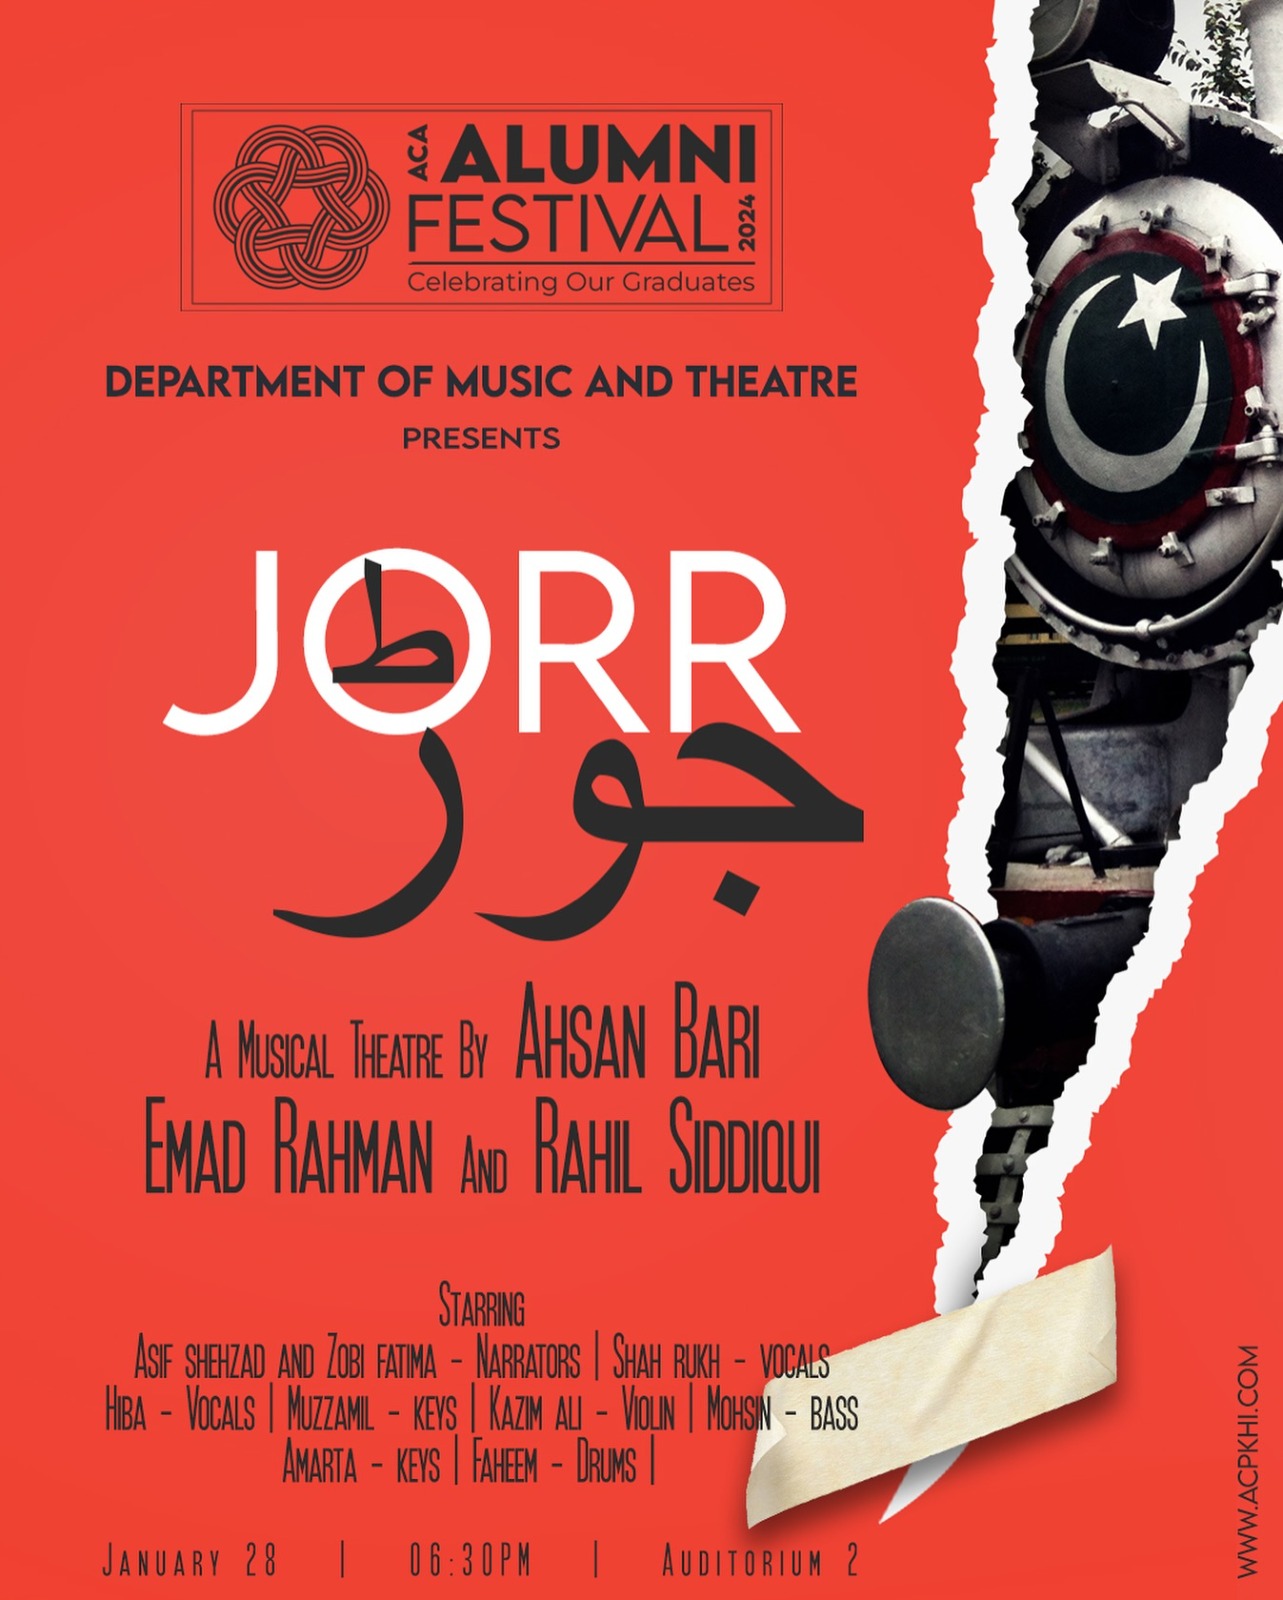 ACA ALUMNI
FESTIVAL 2024
Celebrating Our Graduates
DEPARTMENT OF MUSIC AND THEATRE
PRESENTS
JORR
جوڑ
A Musical Theatre By Ahsan Bari
Emad Rahman And Rahil Siddiqui
Starring
Asif shehzad and Zobi fatima - Narrators | Shah rukh - vocals
Hiba - Vocals | Muzzamil - keys | Kazim ali - Violin | Mohsin - bass
Amarta - keys | Faheem - Drums |
January 28 | 06:30PM | Auditorium 2
WWW.ACPKHI.COM